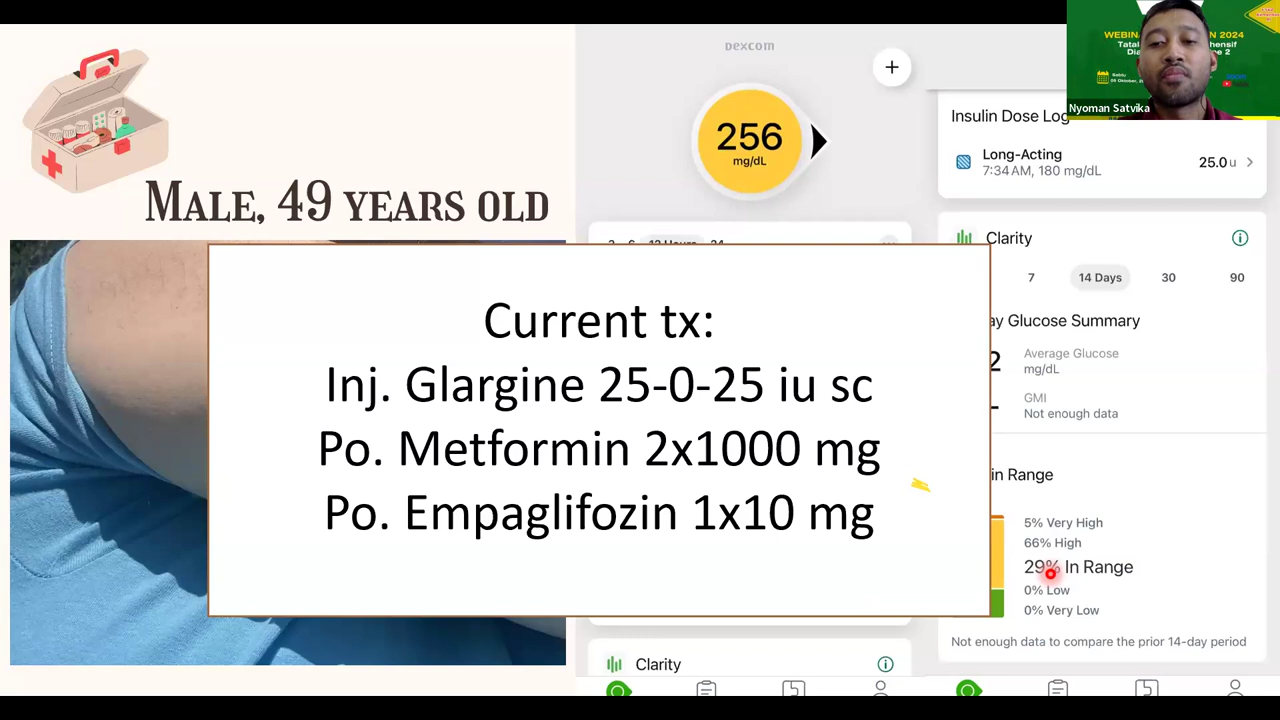 MALE, 49 YEARS OLD
Dexcom
256
mg/dL
+
Current tx:
Inj. Glargine 25-0-25 iu sc
Po. Metformin 2x1000 mg
Po. Empaglifozin 1x10 mg
Clarity
Insulin Dose Log
Long-Acting
7:34 AM, 180 mg/dL
25.0 u
Clarity
7
14 Days
30
90
Glucose Summary
Average Glucose
mg/dL
GMI
Not enough data
in Range
5% Very High
66% High
29% In Range
0% Low
0% Very Low
Not enough data to compare the prior 14-day period
2024
Nyoman Satvika